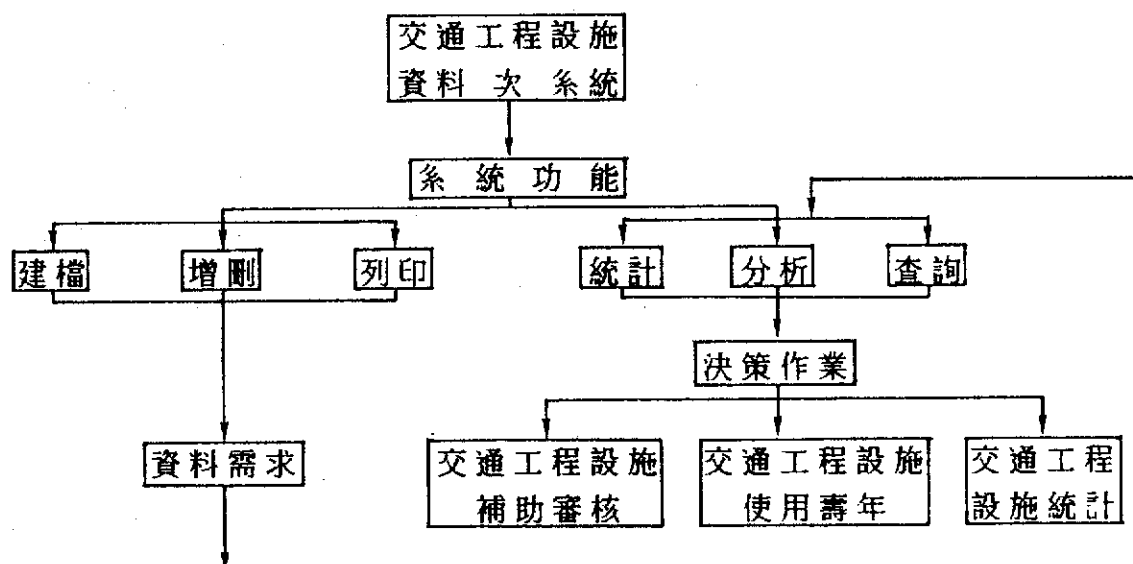 交通工程設施
資料次系統
系統功能
建檔
增刪
列印
統計
分析
查詢
決策作業
資料需求
交通工程設施
補助審核
交通工程設施
使用壽年
交通工程
設施統計